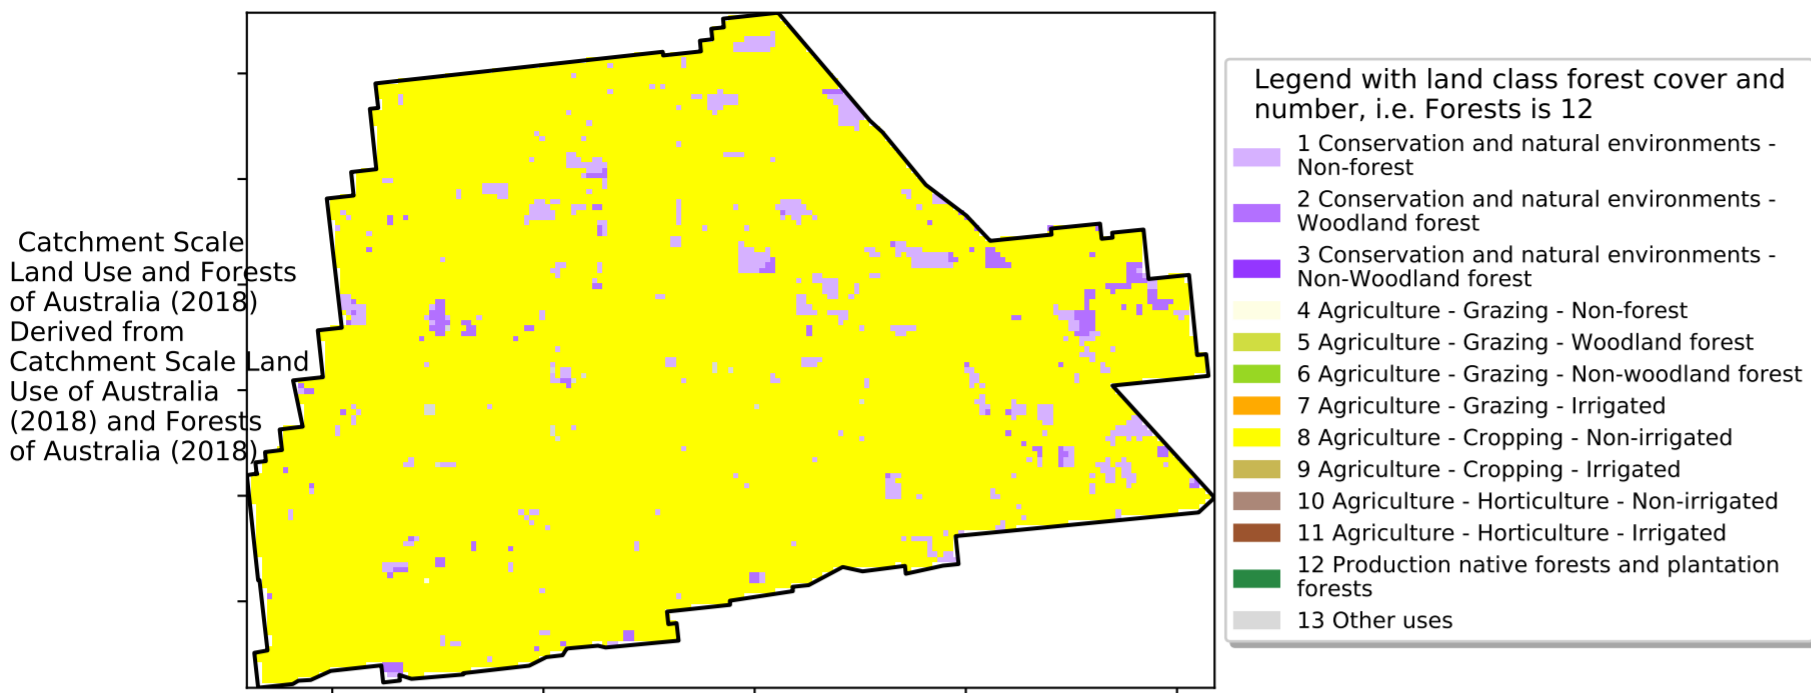 Catchment Scale
Land Use and Forests
of Australia (2018)
Derived from
Catchment Scale Land
Use of Australia
(2018) and Forests
of Australia (2018)
Legend with land class forest cover and
number, i.e. Forests is 12
1 Conservation and natural environments -
Non-forest
2 Conservation and natural environments -
Woodland forest
3 Conservation and natural environments -
Non-Woodland forest
4 Agriculture - Grazing - Non-forest
5 Agriculture - Grazing - Woodland forest
6 Agriculture - Grazing - Non-woodland forest
7 Agriculture - Grazing - Irrigated
8 Agriculture - Cropping - Non-irrigated
9 Agriculture - Cropping - Irrigated
10 Agriculture - Horticulture - Non-irrigated
11 Agriculture - Horticulture - Irrigated
12 Production native forests and plantation
forests
13 Other uses